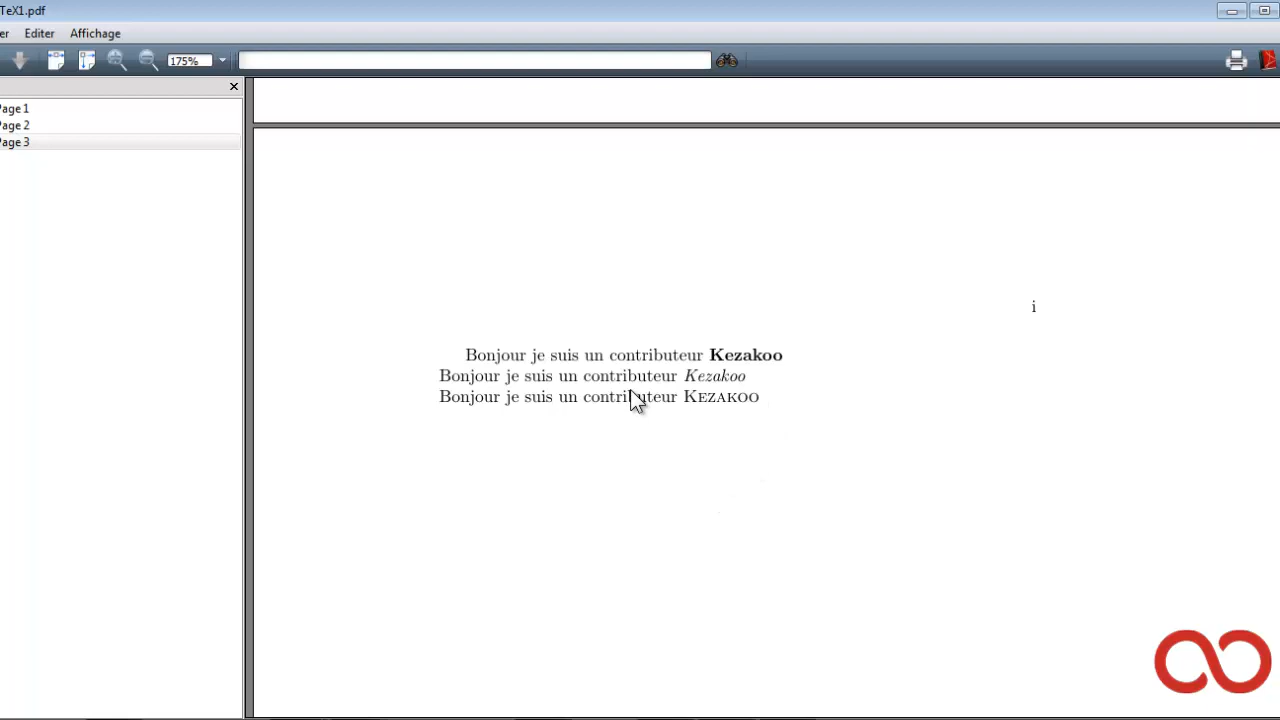 TeX1.pdf
er Editer Affichage
175%
Page 1
Page 2
Page 3
i
Bonjour je suis un contributeur Kezakoo
Bonjour je suis un contributeur Kezakoo
Bonjour je suis un contributeur KEZAKOO